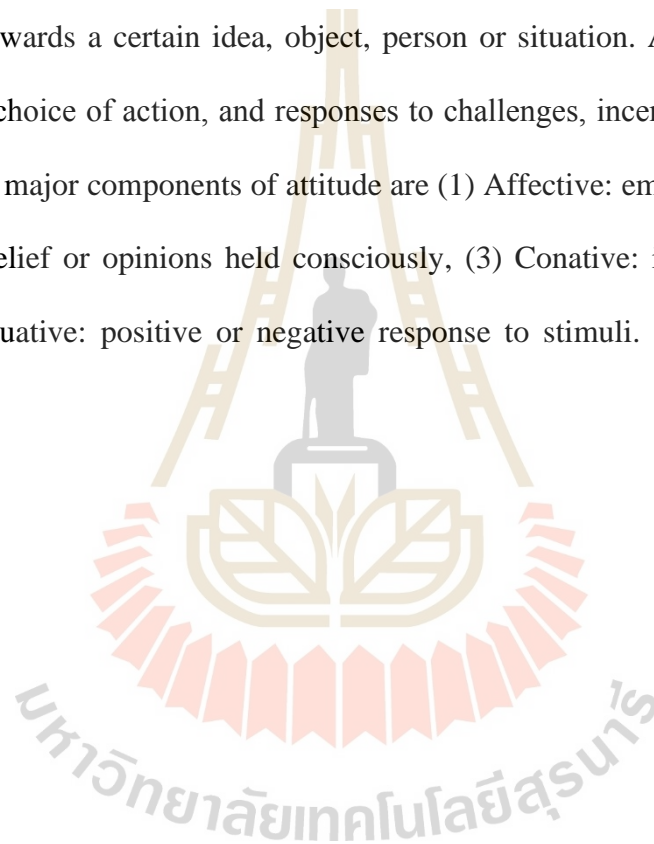 wards a certain idea, object, person or situation. A
choice of action, and responses to challenges, incen
major components of attitude are (1) Affective: em
elief or opinions held consciously, (3) Conative: i
uative: positive or negative response to stimuli.
มหาวิทยาลัยเทคโนโลยีสุรนารี